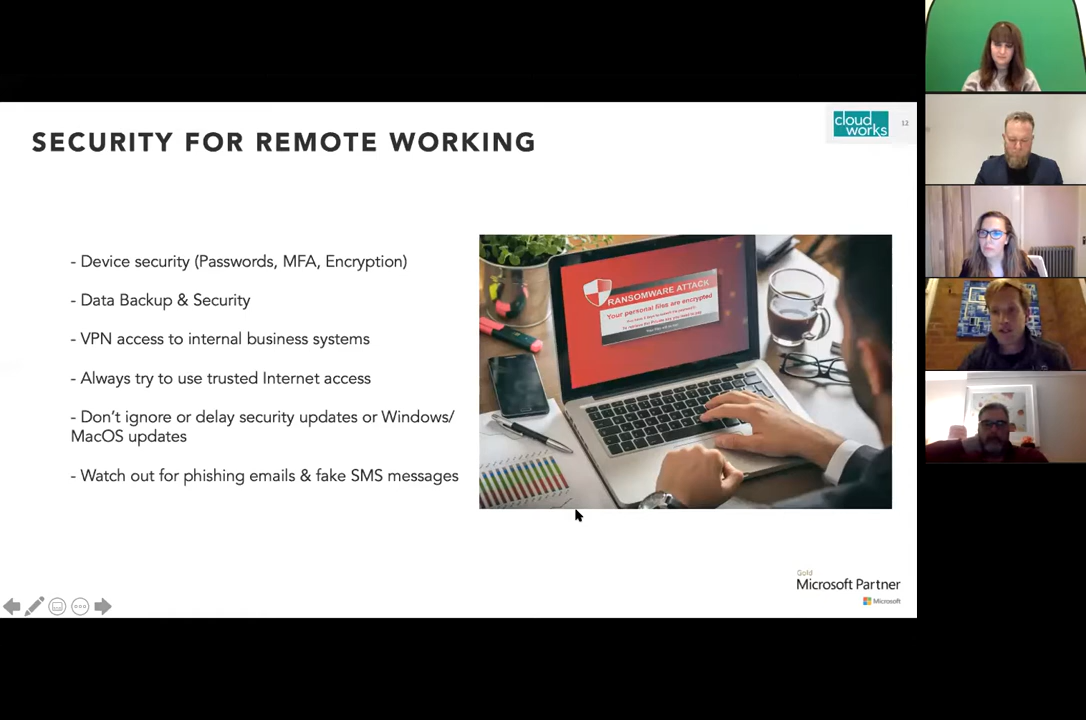 SECURITY FOR REMOTE WORKING
cloud
works
12
- Device security (Passwords, MFA, Encryption)
- Data Backup & Security
- VPN access to internal business systems
- Always try to use trusted Internet access
- Don't ignore or delay security updates or Windows/
MacOS updates
- Watch out for phishing emails & fake SMS messages
RANSOMWARE ATTACK
Your personal files are encrypted
Gold
Microsoft Partner
Microsoft